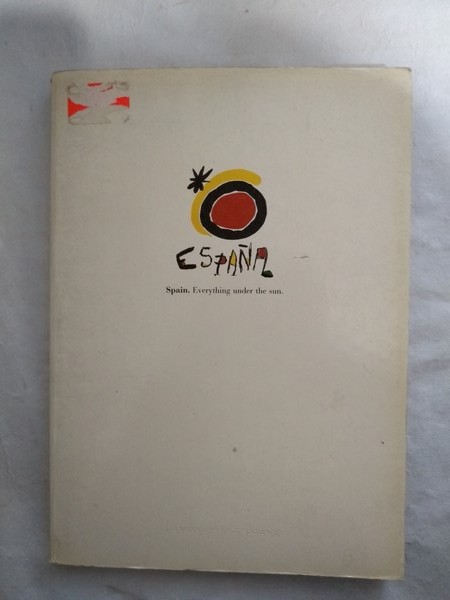 ESPAÑA
Spain. Everything under the sun.